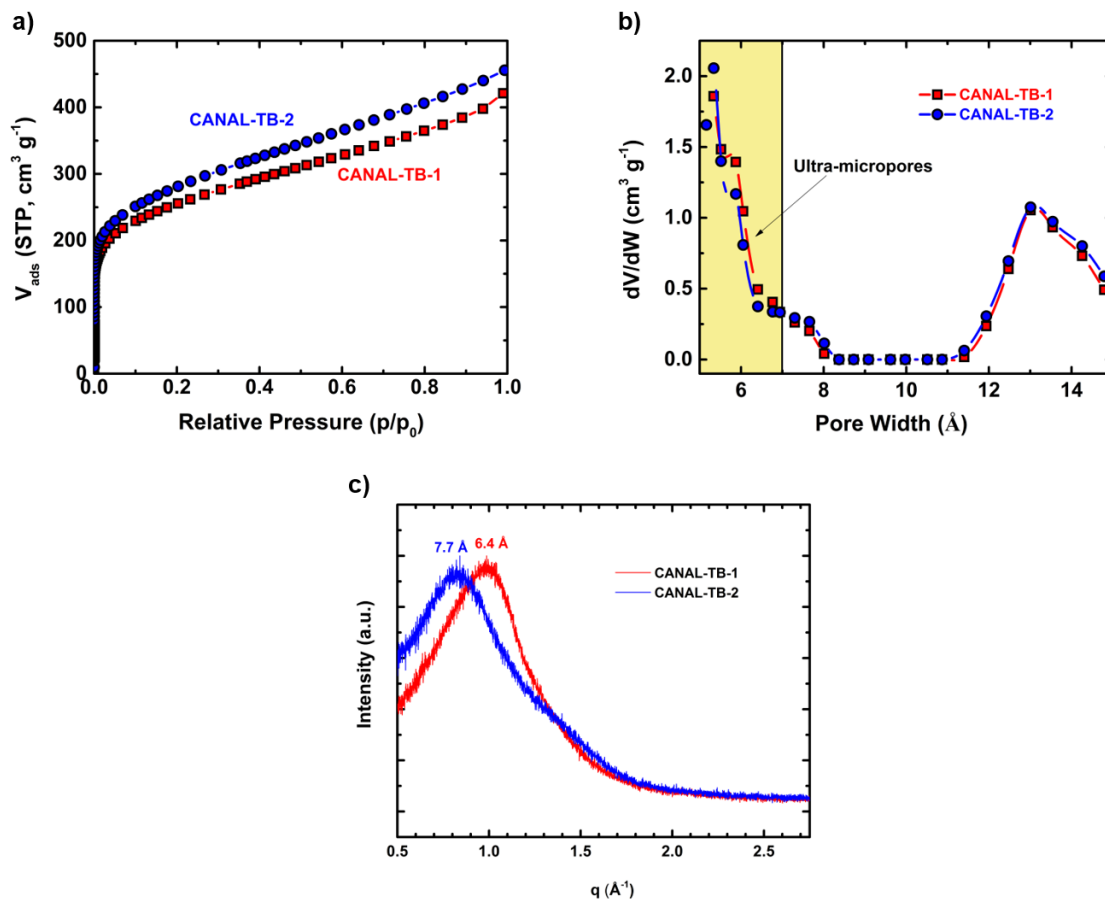 a)
500
400
300
200
100
0
V_ads (STP, cm³ g⁻¹)
CANAL-TB-2
CANAL-TB-1
0.0 0.2 0.4 0.6 0.8 1.0
Relative Pressure (p/p₀)
b)
2.0
1.5
1.0
0.5
0.0
dV/dW (cm³ g⁻¹)
CANAL-TB-1
CANAL-TB-2
Ultra-micropores
6 8 10 12 14
Pore Width (Å)
c)
Intensity (a.u.)
7.7 Å 6.4 Å
CANAL-TB-1
CANAL-TB-2
0.5 1.0 1.5 2.0 2.5
q (Å⁻¹)